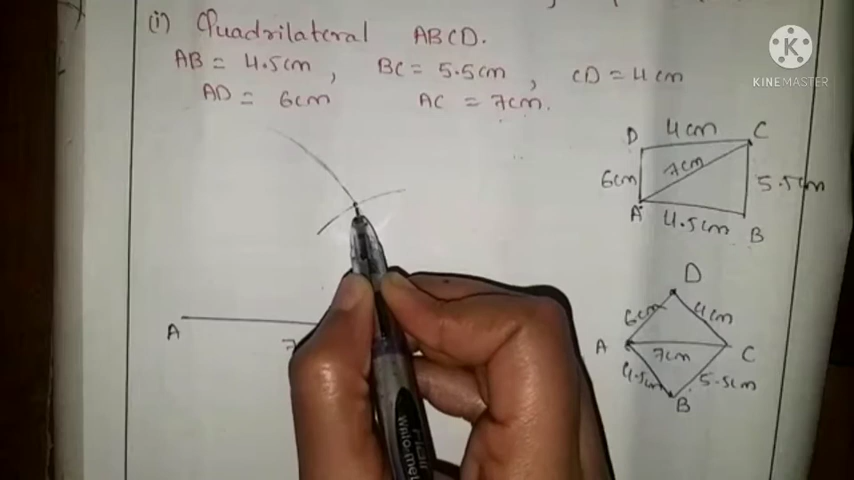 (i) Quadrilateral ABCD.
AB = 4.5cm , BC = 5.5cm , CD = 4cm
AD = 6cm AC = 7cm.
K
KINEMASTER
D 4cm C
6cm 7cm 5.5cm
A 4.5cm B
D
6cm 4cm
A 7cm C
4.5cm 5.5cm
B
A
7